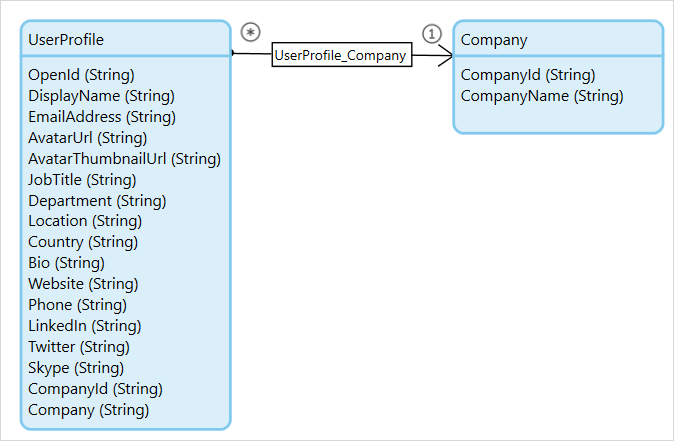 UserProfile
OpenId (String)
DisplayName (String)
EmailAddress (String)
AvatarUrl (String)
AvatarThumbnailUrl (String)
JobTitle (String)
Department (String)
Location (String)
Country (String)
Bio (String)
Website (String)
Phone (String)
LinkedIn (String)
Twitter (String)
Skype (String)
CompanyId (String)
Company (String)
*
UserProfile_Company
1
Company
CompanyId (String)
CompanyName (String)